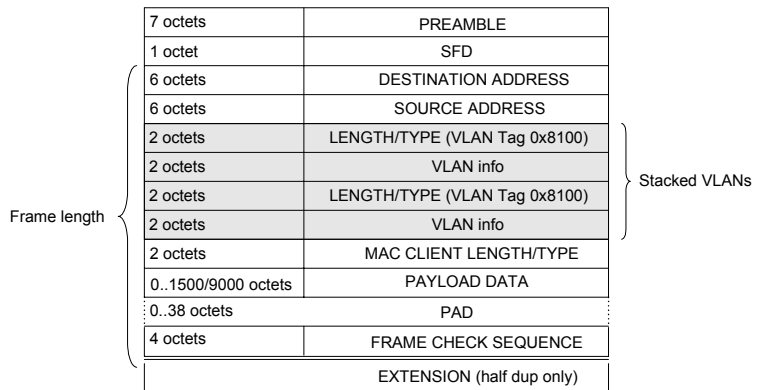 7 octets PREAMBLE
1 octet SFD
6 octets DESTINATION ADDRESS
6 octets SOURCE ADDRESS
2 octets LENGTH/TYPE (VLAN Tag 0x8100)
2 octets VLAN info
2 octets LENGTH/TYPE (VLAN Tag 0x8100)
2 octets VLAN info
Stacked VLANs
Frame length
2 octets MAC CLIENT LENGTH/TYPE
0..1500/9000 octets PAYLOAD DATA
0..38 octets PAD
4 octets FRAME CHECK SEQUENCE
EXTENSION (half dup only)